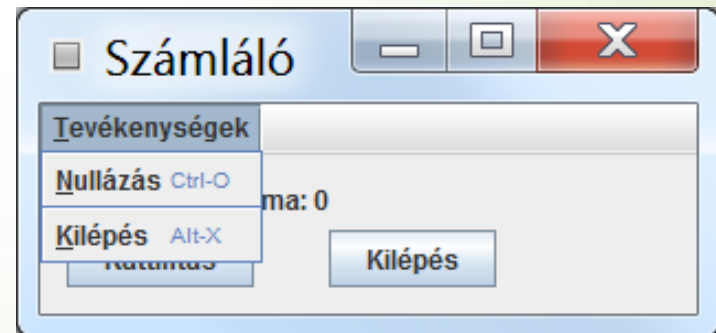 Számláló
Tevékenységek
Nullázás Ctrl-O
ma: 0
Kilépés Alt-X
Kilépés